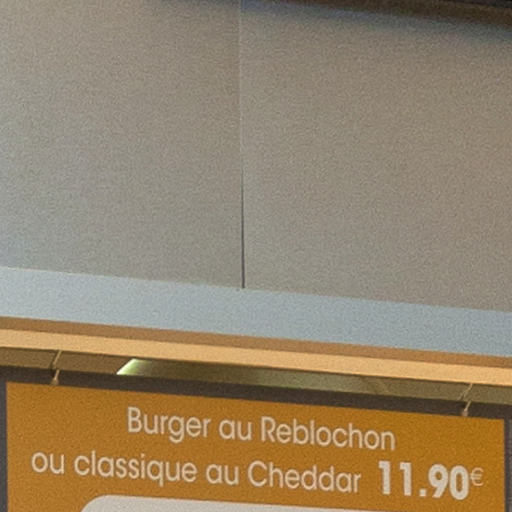 Burger au Reblochon
ou classique au Cheddar 11.90€